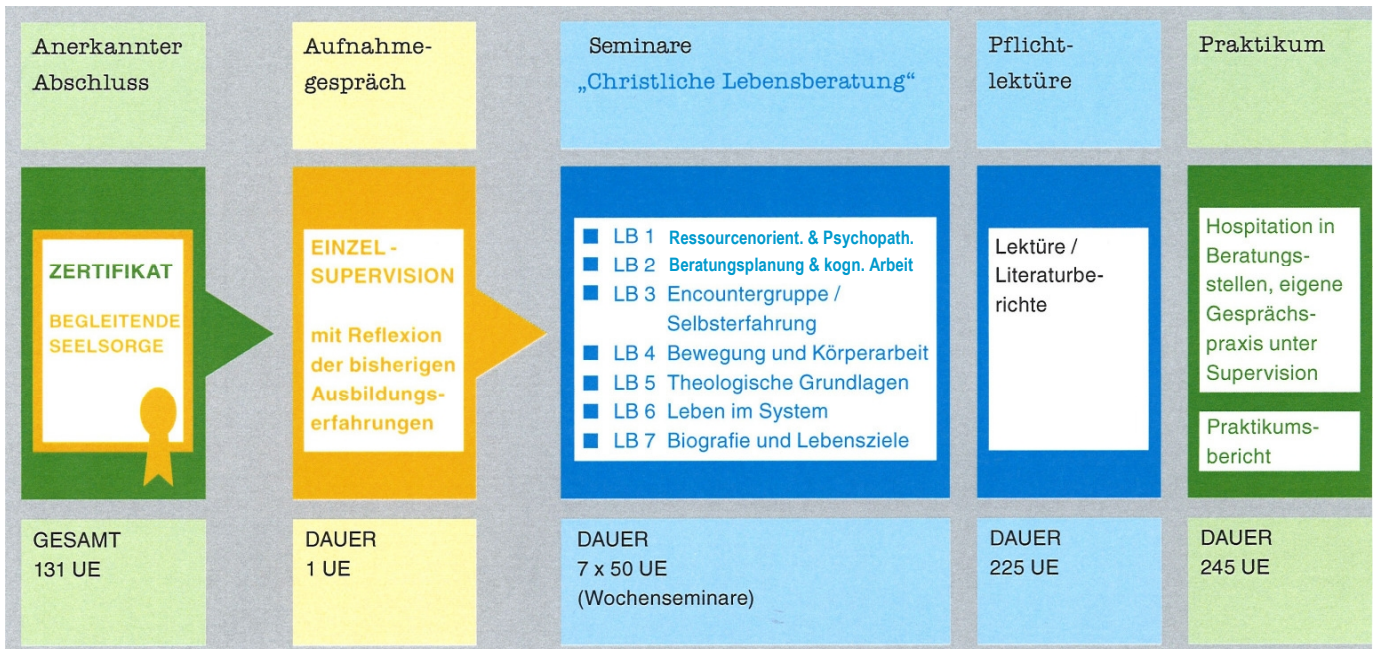 Anerkannter
Abschluss
Aufnahme-
gespräch
Seminare
„Christliche Lebensberatung“
Pflicht-
lektüre
Praktikum
ZERTIFIKAT
BEGLEITENDE
SEELSORGE
EINZEL -
SUPERVISION
mit Reflexion
der bisherigen
Ausbildungs-
erfahrungen
LB 1 Ressourcenorient. & Psychopath.
LB 2 Beratungsplanung & kogn. Arbeit
LB 3 Encountergruppe /
Selbsterfahrung
LB 4 Bewegung und Körperarbeit
LB 5 Theologische Grundlagen
LB 6 Leben im System
LB 7 Biografie und Lebensziele
Lektüre /
Literaturbe-
richte
Hospitation in
Beratungs-
stellen, eigene
Gesprächs-
praxis unter
Supervision
Praktikums-
bericht
GESAMT
131 UE
DAUER
1 UE
DAUER
7 x 50 UE
(Wochenseminare)
DAUER
225 UE
DAUER
245 UE